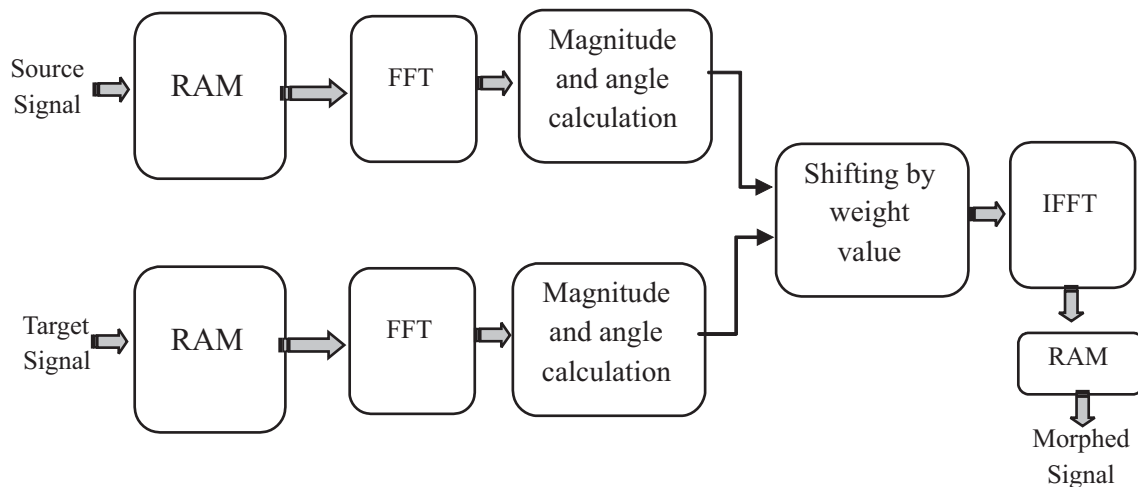 Source
Signal
RAM
FFT
Magnitude
and angle
calculation
Target
Signal
RAM
FFT
Magnitude
and angle
calculation
Shifting by
weight
value
IFFT
RAM
Morphed
Signal